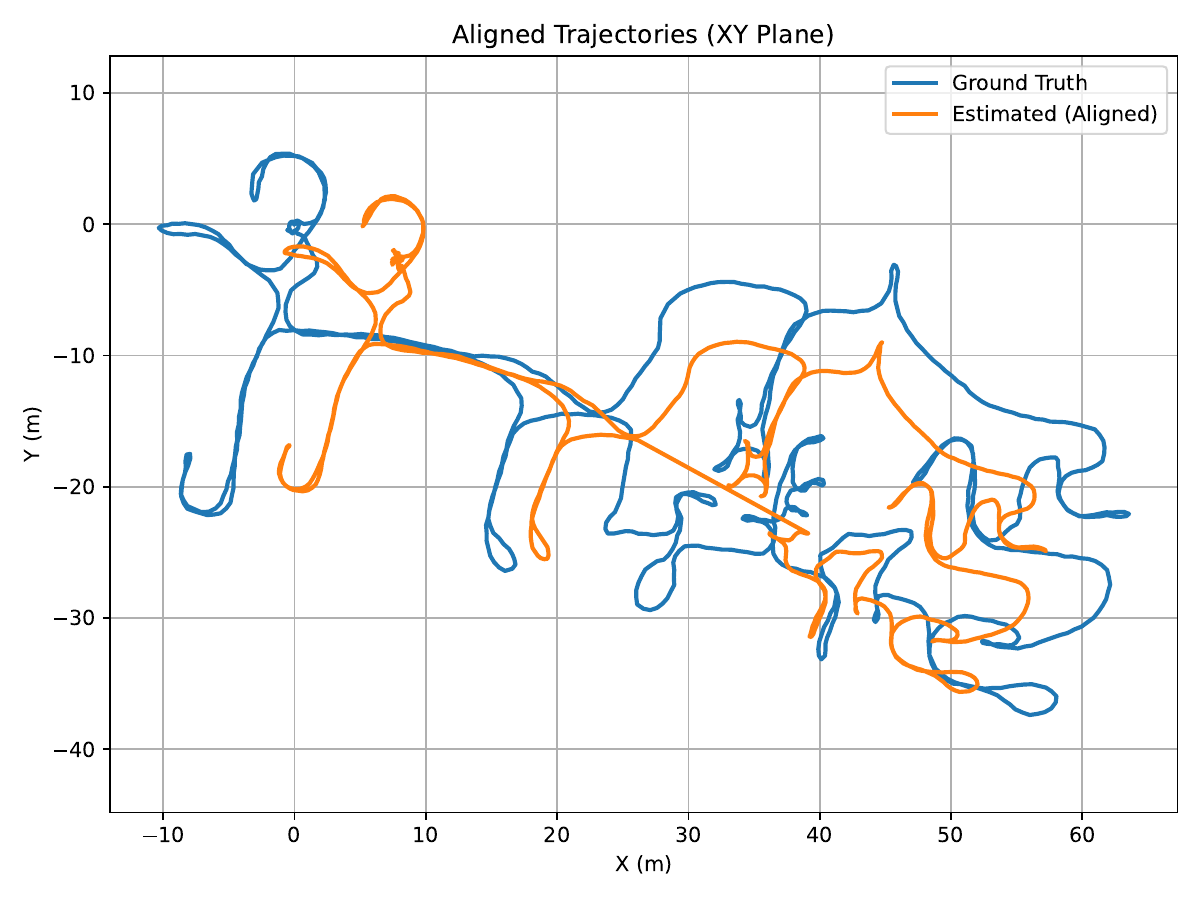 Aligned Trajectories (XY Plane)
Ground Truth
Estimated (Aligned)
10
0
−10
−20
−30
−40
Y (m)
−10
0
10
20
30
40
50
60
X (m)